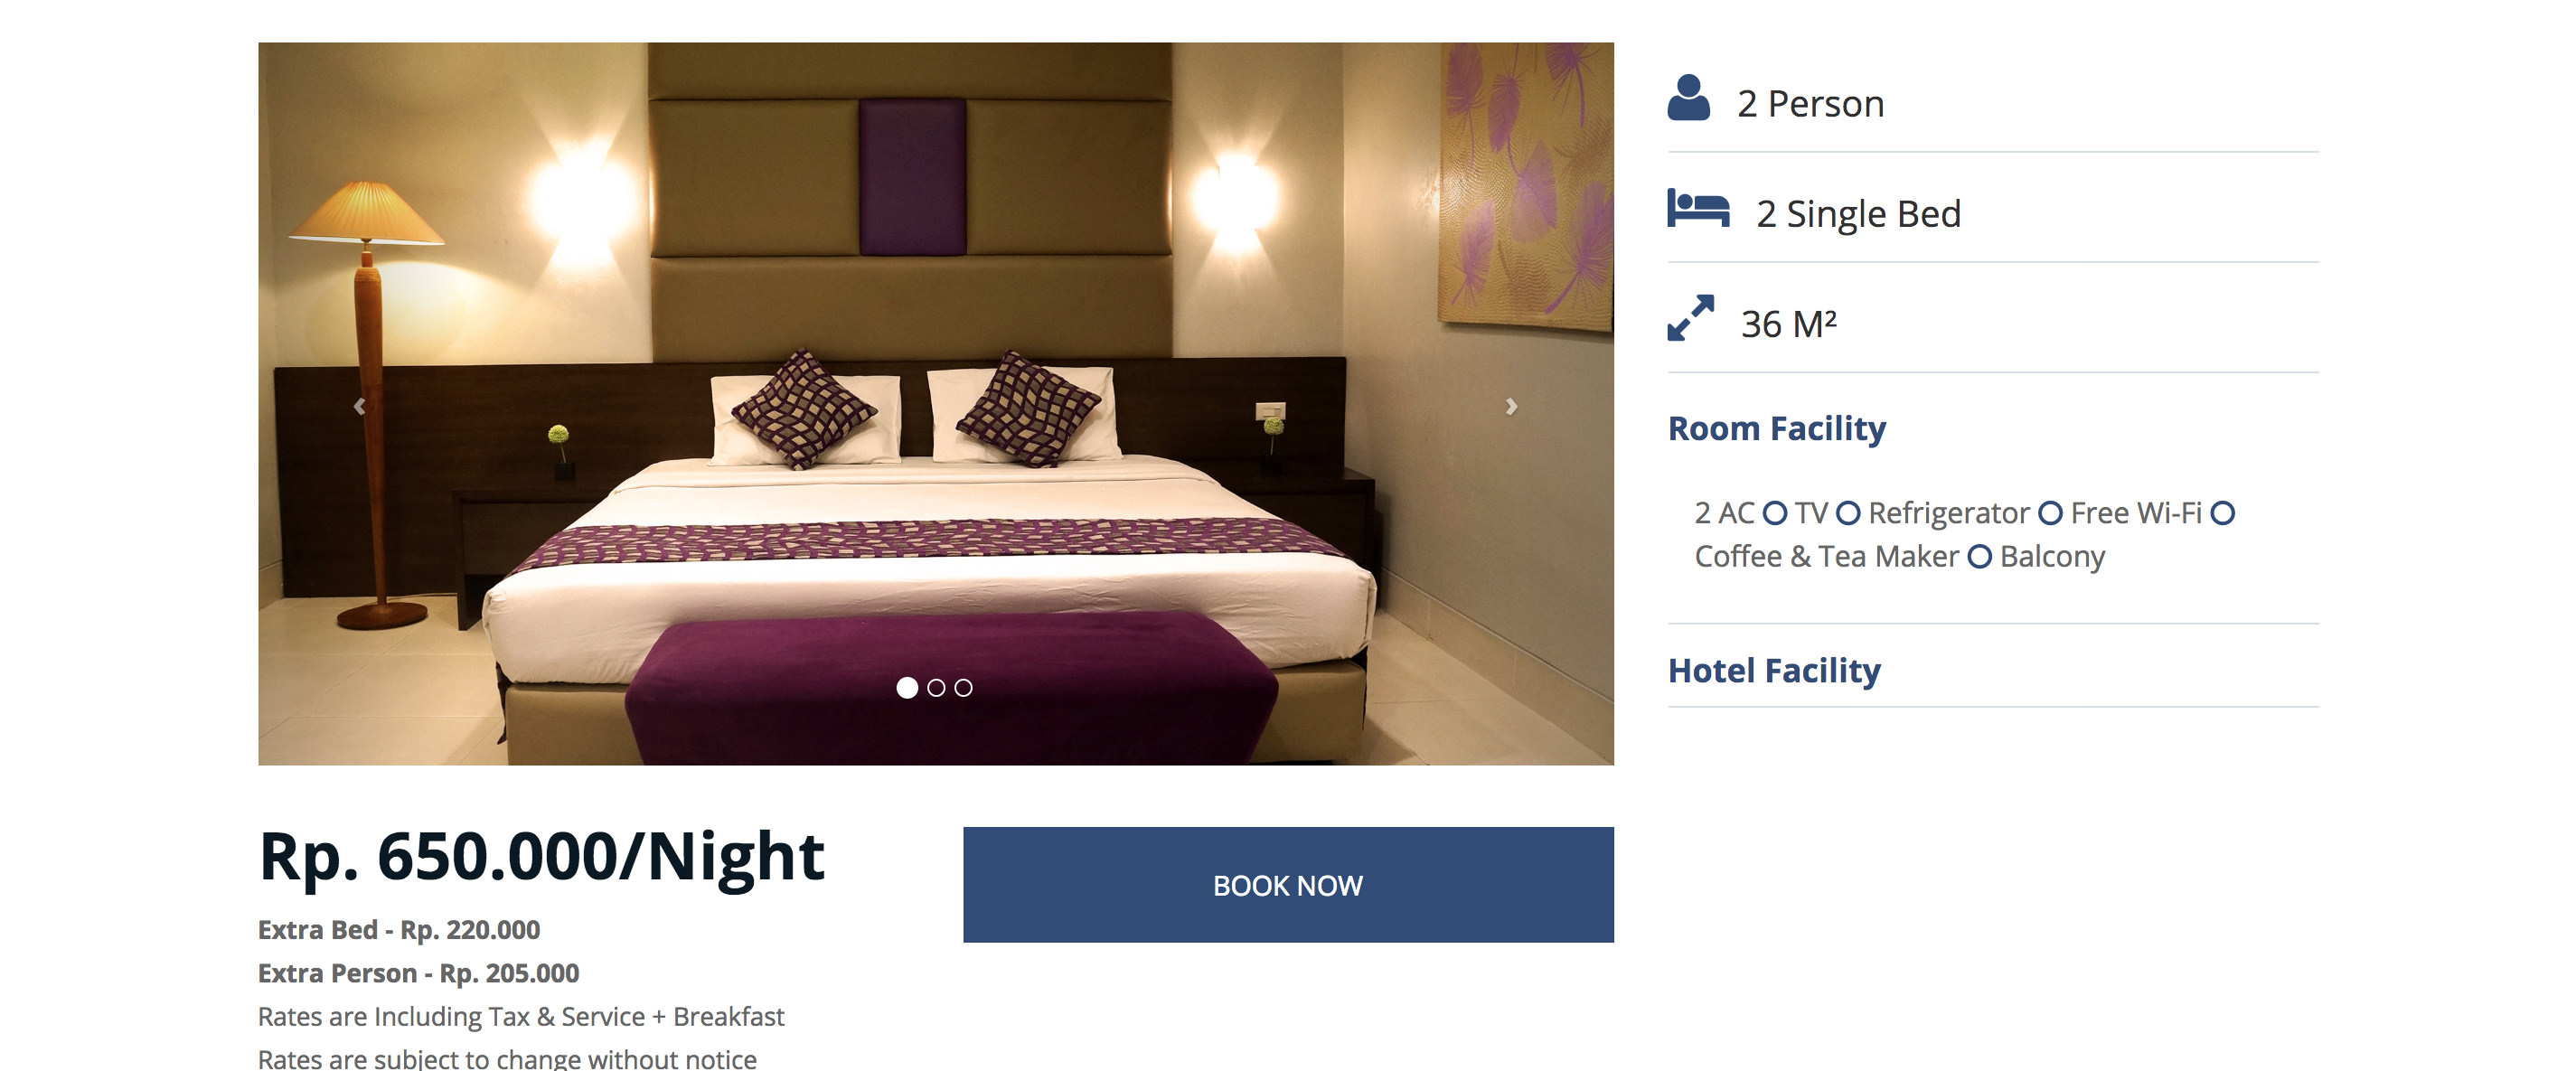 2 Person
2 Single Bed
36 M²
Room Facility
2 AC TV Refrigerator Free Wi-Fi
Coffee & Tea Maker Balcony
Hotel Facility
Rp. 650.000/Night
BOOK NOW
Extra Bed - Rp. 220.000
Extra Person - Rp. 205.000
Rates are Including Tax & Service + Breakfast
Rates are subject to change without notice